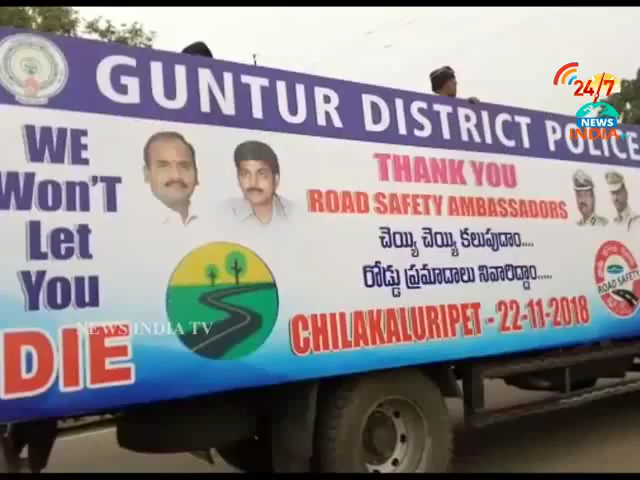 GUNTUR DISTRICT POLICE
24/7
NEWS
INDIA
WE
Won'T
Let
You
DIE
THANK YOU
ROAD SAFETY AMBASSADORS
చెయ్యి చెయ్యి కలుపుదాం....
రోడ్డు ప్రమాదాలు నివారిద్దాం.....
CHILAKALURIPET - 22-11-2018
ROAD SAFETY
NEWS INDIA TV